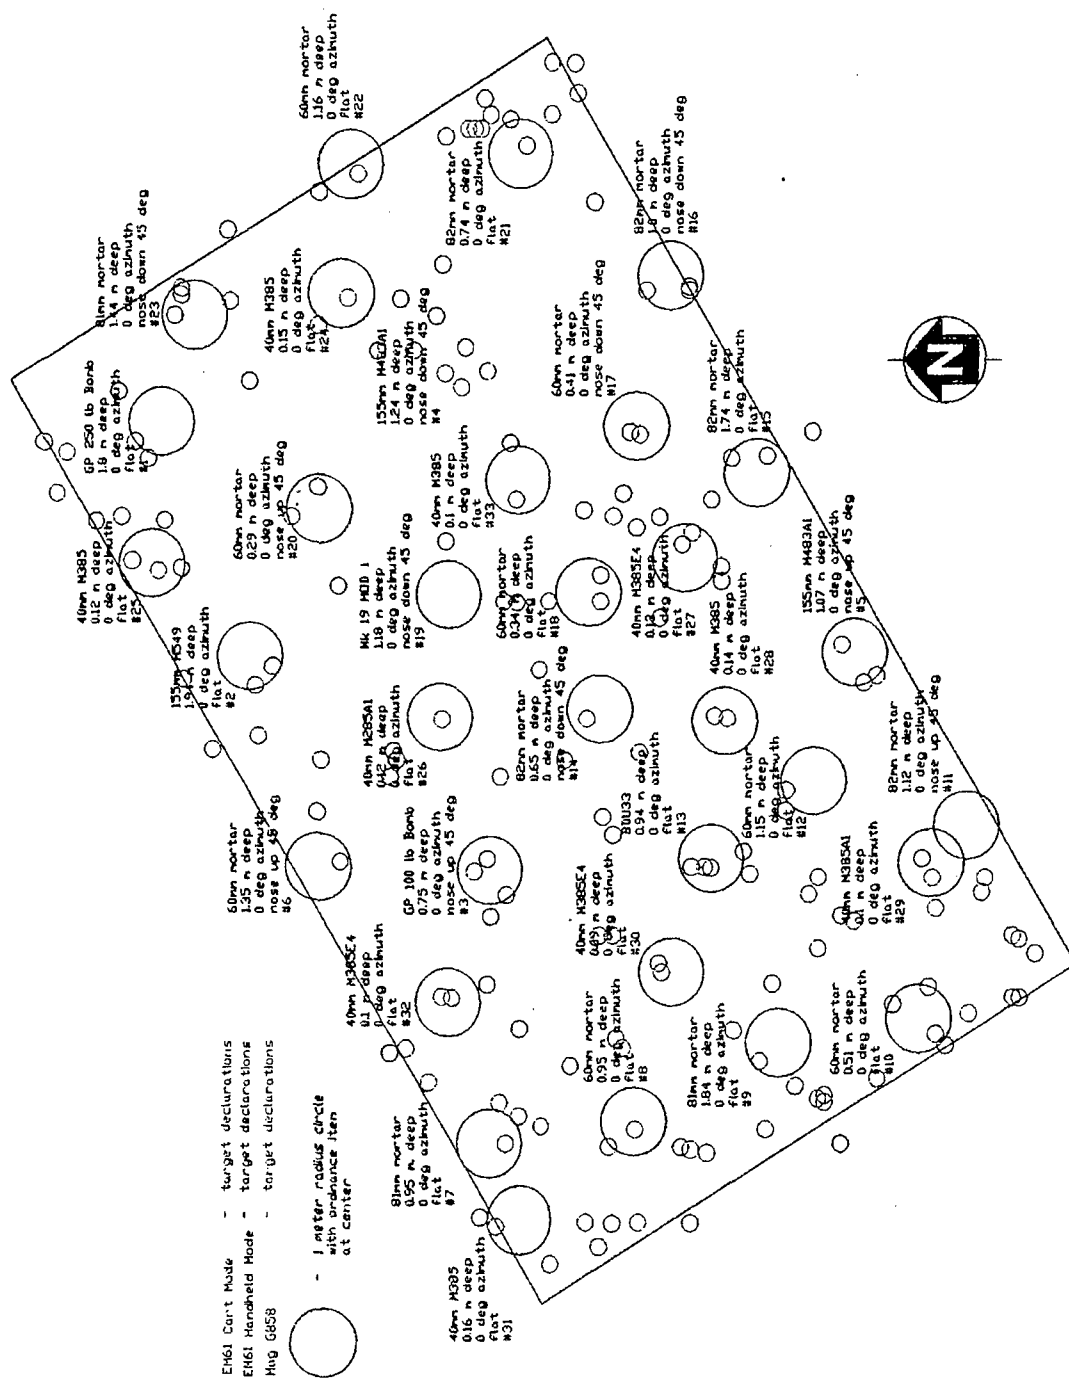 EM61 Cart Mode - target declarations
EM61 Handheld Mode - target declarations
Mag G858 - target declarations
- 1 meter radius circle
with ordnance item
at center
40mm M385
0.16 m deep
0 deg azimuth
flat
#31
81mm mortar
0.95 m deep
0 deg azimuth
flat
#7
40mm M385E4
0.1 m deep
0 deg azimuth
flat
#32
60mm mortar
1.35 m deep
0 deg azimuth
nose up 45 deg
#6
155mm M549
m deep
0 deg azimuth
flat
#2
40mm M385
0.12 m deep
0 deg azimuth
flat
#25
GP 250 lb Bomb
1.8 m deep
0 deg azimuth
flat
#1
81mm mortar
m deep
0 deg azimuth
nose down 45 deg
#23
60mm mortar
1.16 m deep
0 deg azimuth
flat
#22
60mm mortar
0.29 m deep
0 deg azimuth
nose up 45 deg
#20
40mm M385
0.15 m deep
0 deg azimuth
flat
#24
GP 100 lb Bomb
0.75 m deep
0 deg azimuth
nose up 45 deg
#3
40mm
deep
azimuth
flat
#26
Mk 19 MOD 1
1.18 m deep
0 deg azimuth
nose down 45 deg
#19
155mm M483A1
1.24 m deep
0 deg azimuth
nose down 45 deg
#4
40mm M385
0.1 m deep
0 deg azimuth
flat
#33
82mm mortar
0.74 m deep
0 deg azimuth
flat
#21
60mm mortar
0.34 m deep
0 deg azimuth
flat
#18
82mm mortar
0.65 m deep
0 deg azimuth
nose down 45 deg
#14
60mm mortar
0.95 m deep
0 deg azimuth
flat
#8
40mm M385E4
m deep
0 deg azimuth
flat
#30
BDU33
0.94 m deep
0 deg azimuth
flat
#13
40mm M385E4
m deep
0 deg azimuth
flat
#27
60mm mortar
0.41 m deep
0 deg azimuth
nose down 45 deg
#17
82mm mortar
m deep
0 deg azimuth
nose down 45 deg
#16
81mm mortar
1.84 m deep
0 deg azimuth
flat
#9
60mm mortar
1.15 m deep
0 deg azimuth
flat
#12
40mm M385
0.14 m deep
0 deg azimuth
flat
#28
82mm mortar
1.74 m deep
0 deg azimuth
flat
#15
60mm mortar
0.51 m deep
0 deg azimuth
flat
#10
40mm M385A1
m deep
0 deg azimuth
flat
#29
82mm mortar
1.12 m deep
0 deg azimuth
nose up 45 deg
#11
155mm M483A1
1.07 m deep
0 deg azimuth
nose up 45 deg
#5
N